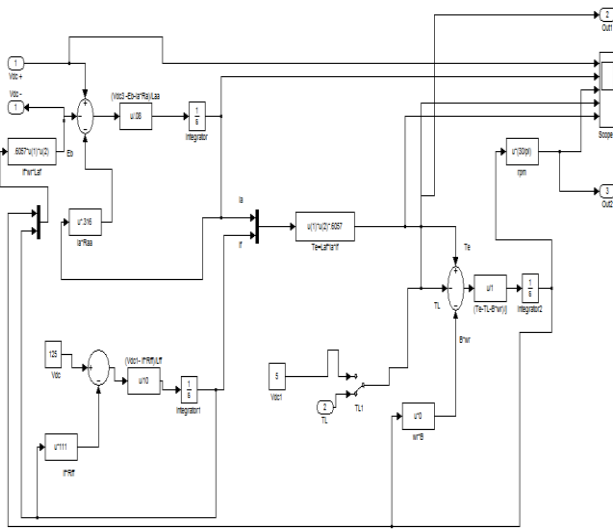 2
Out1
1
Vdc +
Vdc -
1
(Vdc3 -Eb-Ia*Ra)/Laa
u/.08
1
s
Integrator
Scope
.6057*u(1)*u(2)
If*wr*Laf
Eb
u*(30/pi)
rpm
3
Out2
Ia
u*.316
Ia*Raa
If
u(1)*u(2)*.6057
Te=Laf*Ia*If
Te
TL
u/1
(Te-TL-B*wr)/j
1
s
Integrator2
B*wr
125
Vdc
(Vdc1- If*Rff)/Lff
u/10
1
s
Integrator1
5
Vdc1
2
TL
TL1
u*0
wr*B
u*111
If*Rff